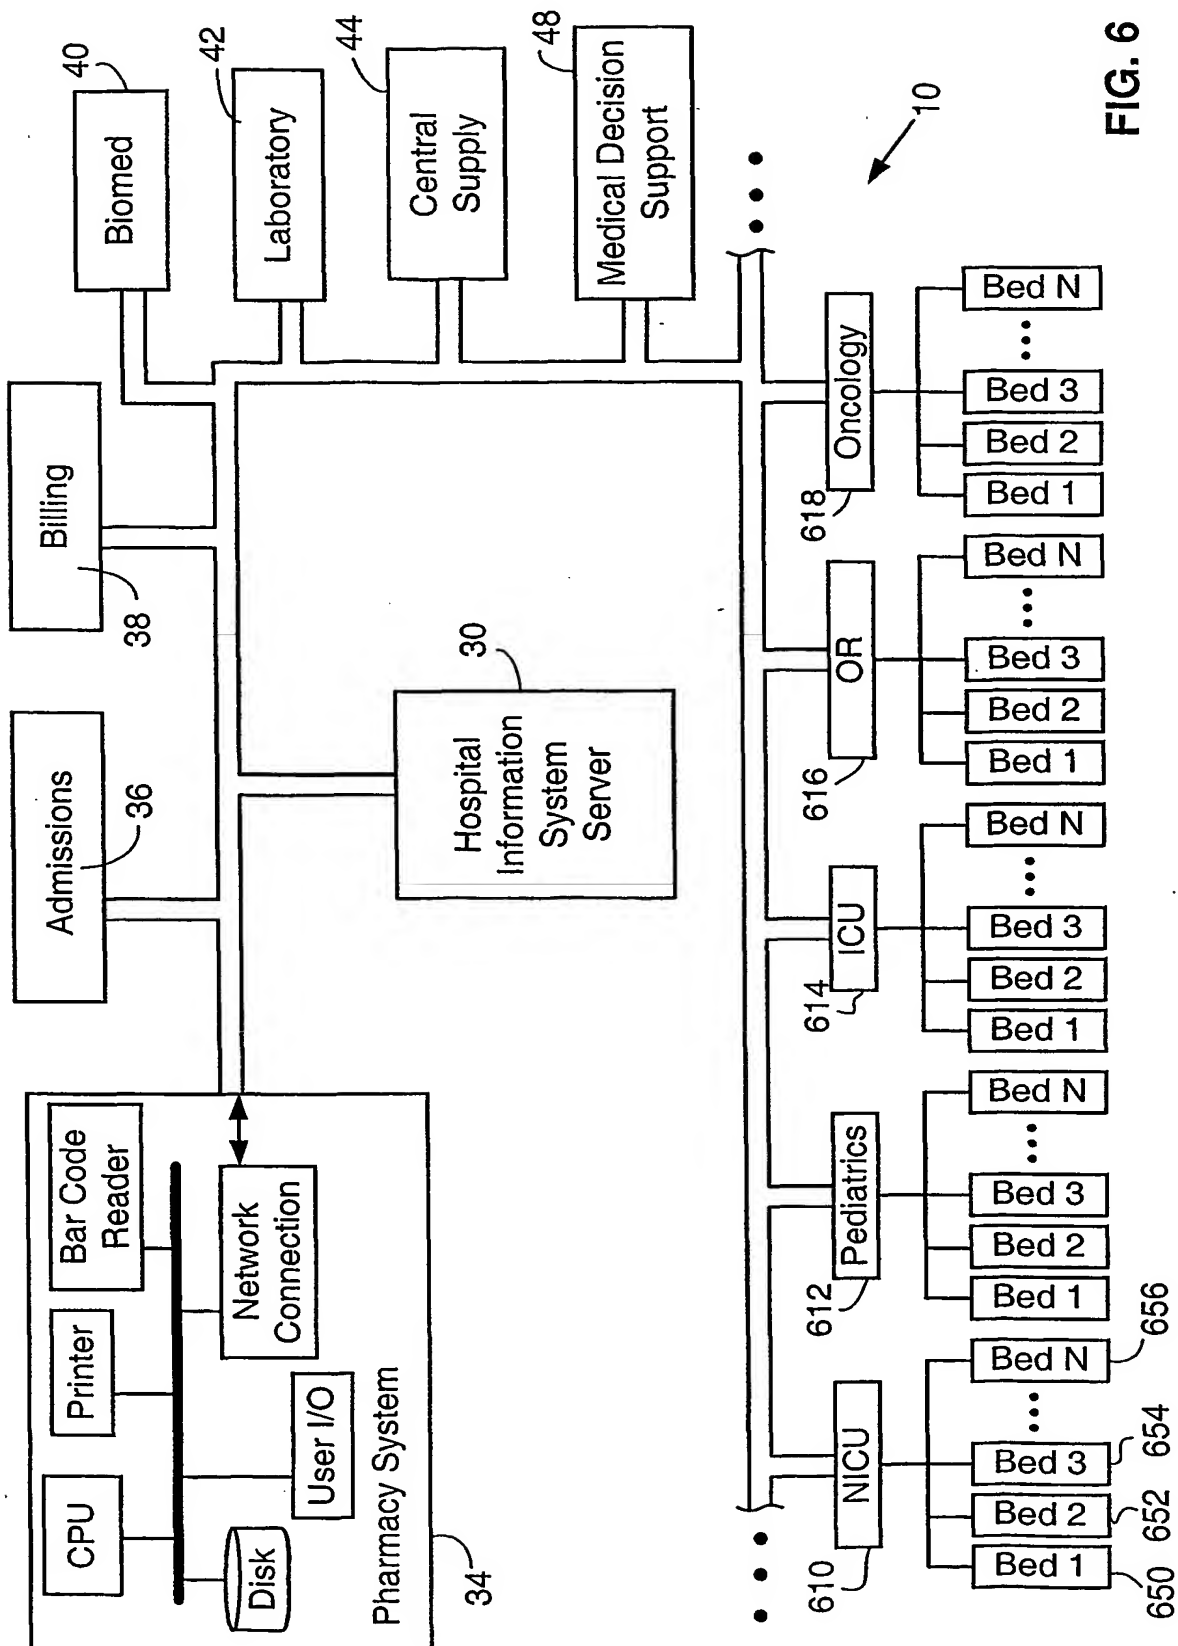 CPU
Printer
Bar Code
Reader
Disk
User I/O
Network
Connection
Pharmacy System
34
Admissions
36
Billing
38
Biomed
40
Laboratory
42
Central
Supply
44
Medical Decision
Support
48
Hospital
Information
System
Server
30
10
NICU
610
Bed 1
Bed 2
Bed 3
Bed N
650
652
654
656
Pediatrics
612
Bed 1
Bed 2
Bed 3
Bed N
ICU
614
Bed 1
Bed 2
Bed 3
Bed N
OR
616
Bed 1
Bed 2
Bed 3
Bed N
Oncology
618
Bed 1
Bed 2
Bed 3
Bed N
FIG. 6